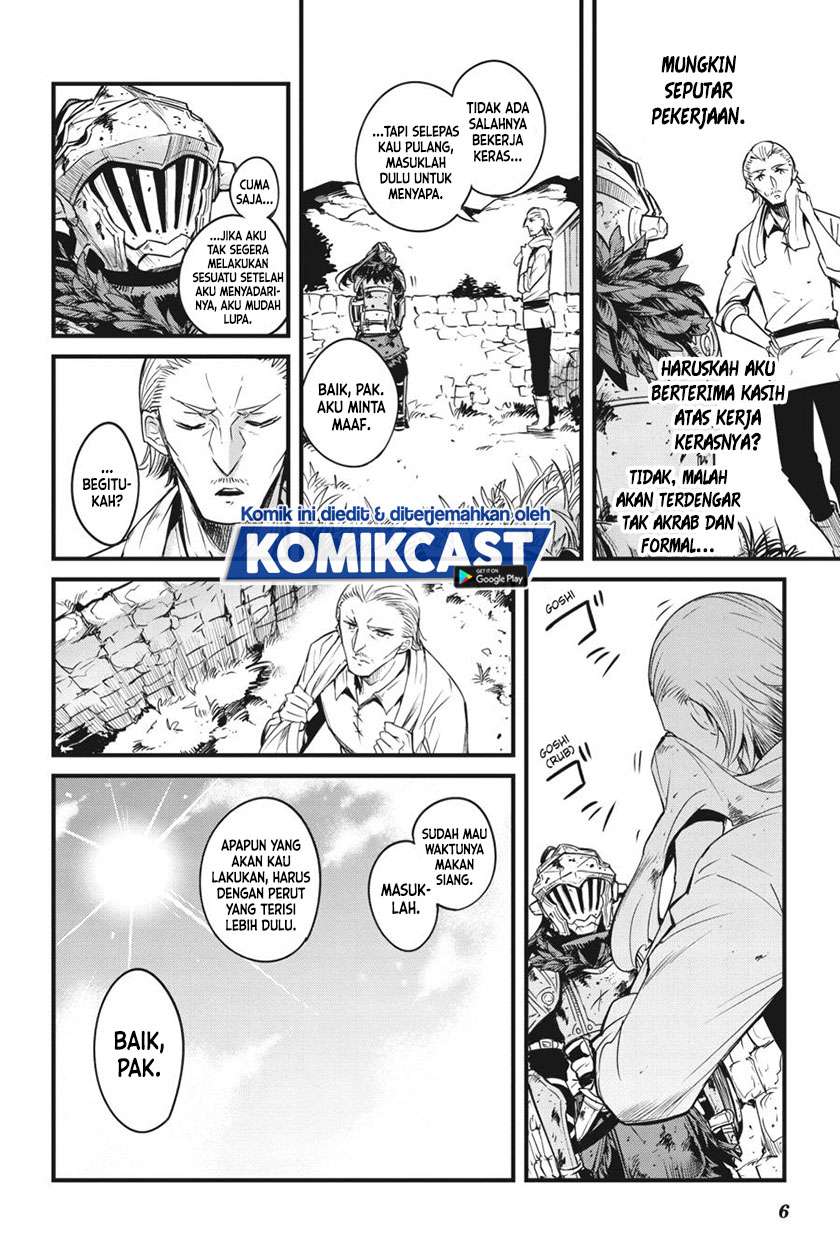 MUNGKIN
SEPUTAR
PEKERJAAN.
HARUSKAH AKU
BERTERIMA KASIH
ATAS KERJA
KERASNYA?
TIDAK, MALAH
AKAN TERDENGAR
TAK AKRAB DAN
FORMAL...
TIDAK ADA
SALAHNYA
BEKERJA
KERAS...
...TAPI SELEPAS
KAU PULANG,
MASUKLAH
DULU UNTUK
MENYAPA.
BAIK, PAK.
AKU MINTA
MAAF.
CUMA
SAJA...
...JIKA AKU
TAK SEGERA
MELAKUKAN
SESUATU SETELAH
AKU MENYADARI-
NYA, AKU MUDAH
LUPA.
...
BEGITU-
KAH?
Komik ini diedit & diterjemahkan oleh
KOMIKCAST
GET IT ON
Google Play
GOSHI
GOSHI
(RUB)
SUDAH MAU
WAKTUNYA
MAKAN
SIANG.
MASUK-
LAH.
APAPUN YANG
AKAN KAU
LAKUKAN, HARUS
DENGAN PERUT
YANG TERISI
LEBIH DULU.
BAIK,
PAK.
6